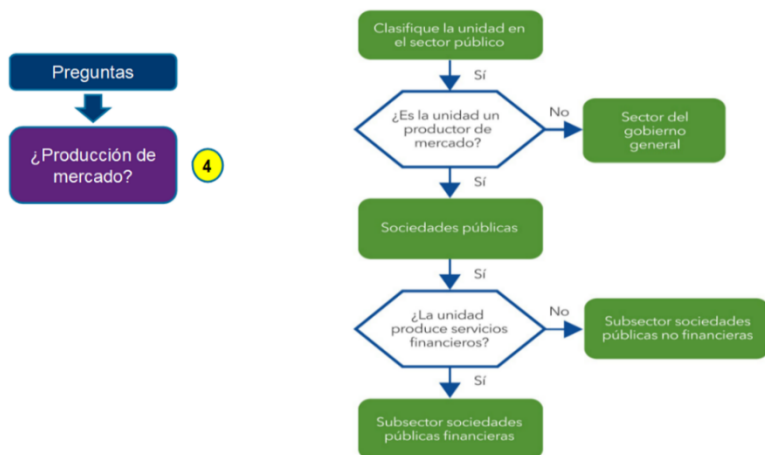 Preguntas
¿Producción de
mercado?
4
Clasifique la unidad en
el sector público
Sí
¿Es la unidad un
productor de
mercado?
No
Sector del
gobierno
general
Sí
Sociedades públicas
Sí
¿La unidad
produce servicios
financieros?
No
Subsector sociedades
públicas no financieras
Sí
Subsector sociedades
públicas financieras